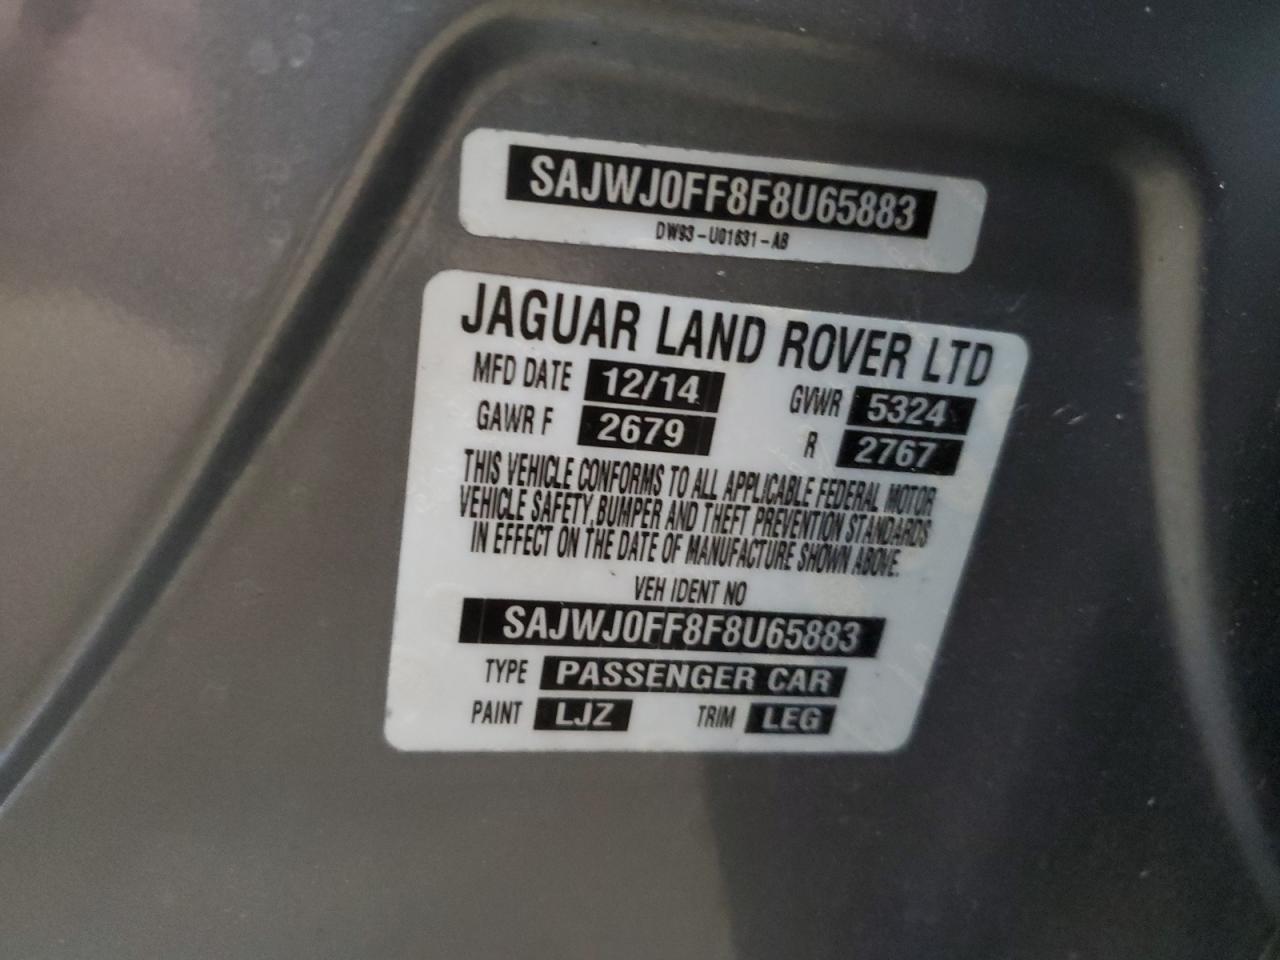 SAJWJ0FF8F8U65883
DW93-U01631-AB
JAGUAR LAND ROVER LTD
MFD DATE 12/14 GVWR 5324
GAWR F 2679 R 2767
THIS VEHICLE CONFORMS TO ALL APPLICABLE FEDERAL MOTOR
VEHICLE SAFETY, BUMPER AND THEFT PREVENTION STANDARDS
IN EFFECT ON THE DATE OF MANUFACTURE SHOWN ABOVE.
VEH IDENT NO
SAJWJ0FF8F8U65883
TYPE PASSENGER CAR
PAINT LJZ TRIM LEG